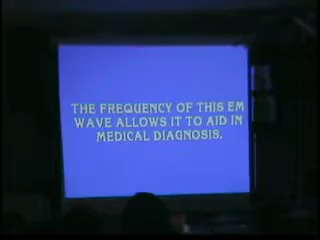 THE FREQUENCY OF THIS EM
WAVE ALLOWS IT TO AID IN
MEDICAL DIAGNOSIS.